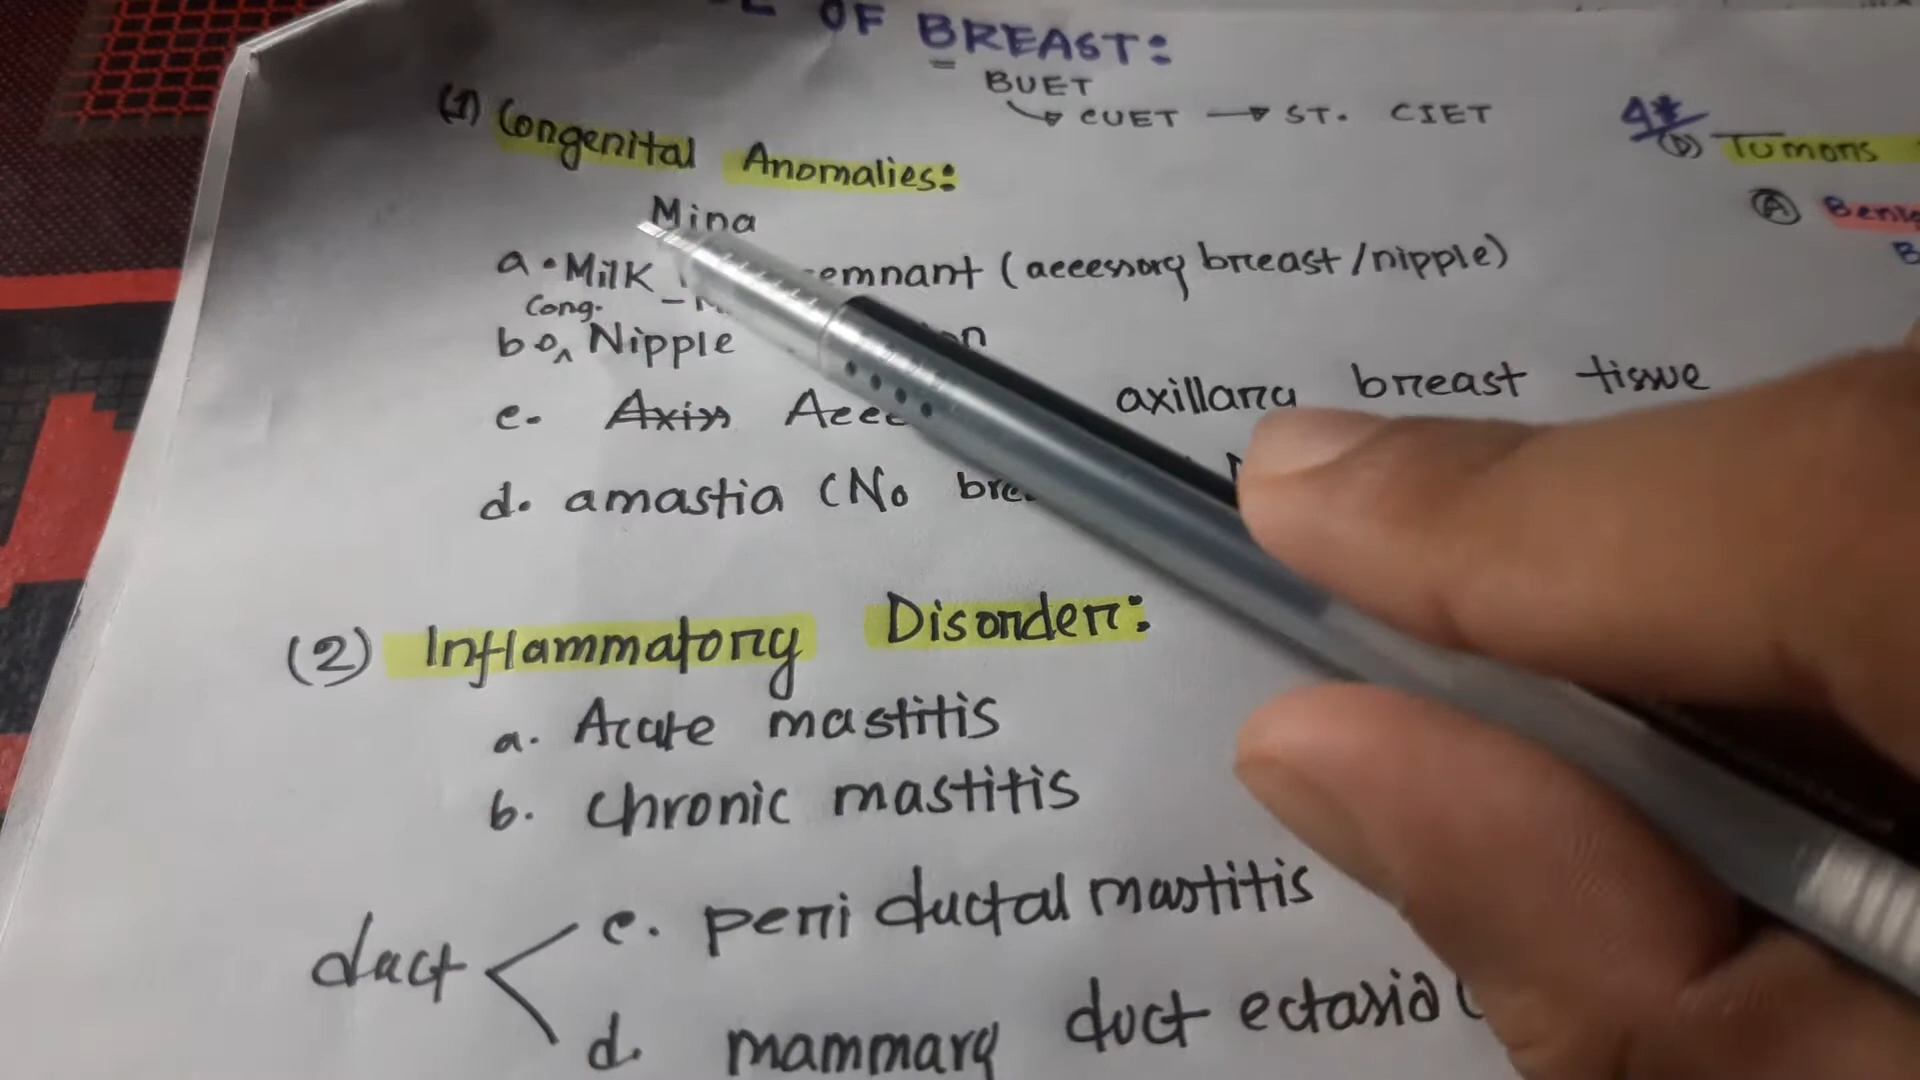 OF BREAST:
BUET
CUET → ST. CIET
(1) Congenital Anomalies:
Mina
a. Milk emnant (accessory breast/nipple)
Cong.
b. ^ Nipple on
c. Axis Acce axillary breast tissue
d. amastia (No bre
(2) Inflammatory Disorder:
a. Acute mastitis
b. chronic mastitis
duct < c. peri ductal mastitis
d. mammary duct ectasia (
4*
(D) Tumors
(A) Benig
B